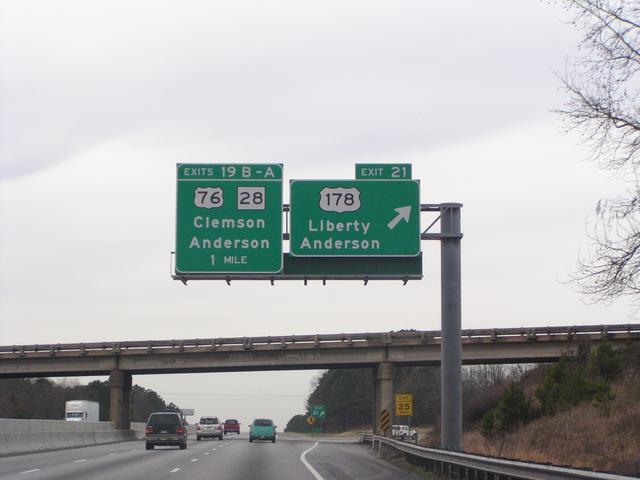 EXITS 19 B-A
76 28
Clemson
Anderson
1 MILE
EXIT 21
178
Liberty
Anderson
25